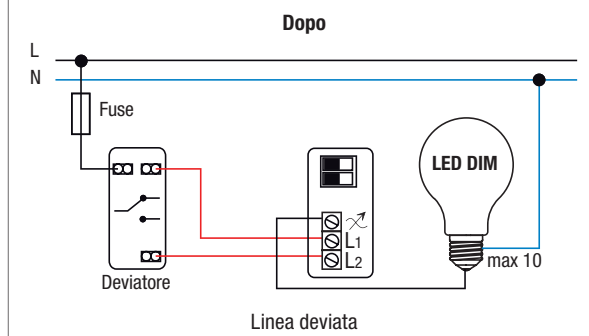 Dopo
L
N
Fuse
LED DIM
L1
L2
max 10
Deviatore
Linea deviata